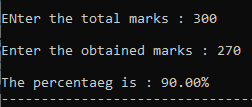 ENter the total marks : 300
Enter the obtained marks : 270
The percentaeg is : 90.00%
--------------------------------